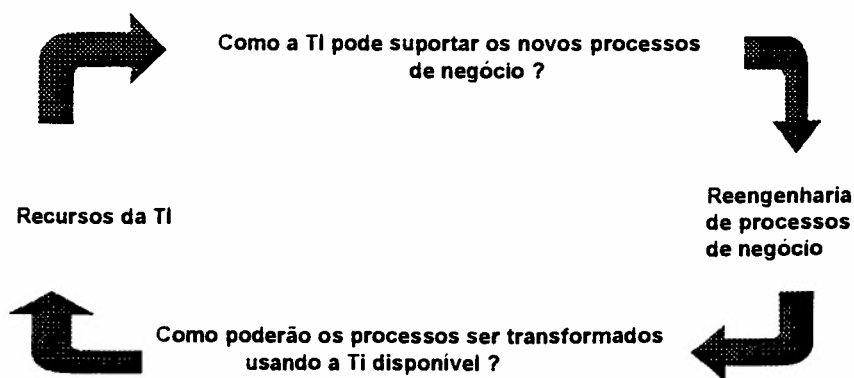 Como a TI pode suportar os novos processos
de negócio ?
Recursos da TI
Reengenharia
de processos
de negócio
Como poderão os processos ser transformados
usando a Ti disponível ?